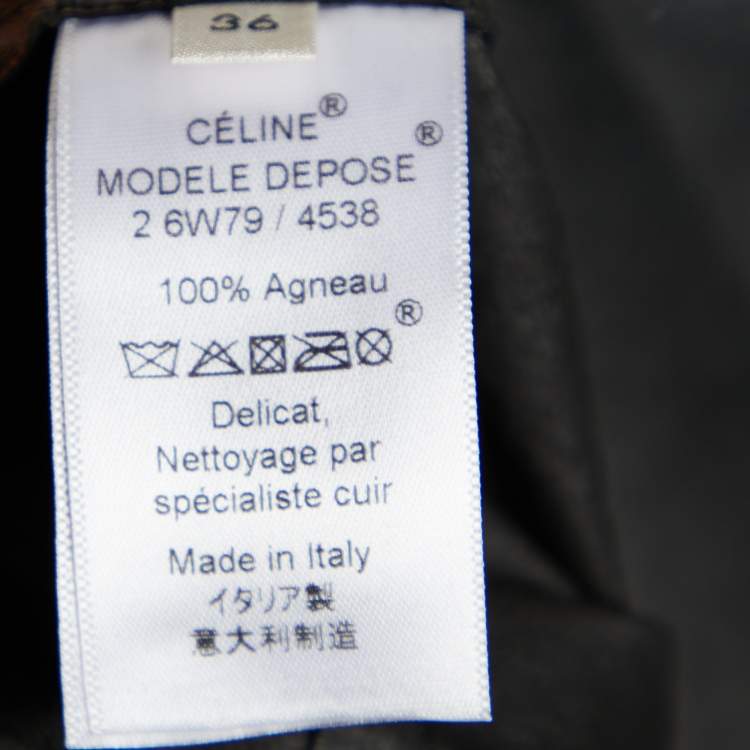 36
CÉLINE®
MODELE DEPOSE®
2 6W79 / 4538
100% Agneau
®
Delicat,
Nettoyage par
spécialiste cuir
Made in Italy
イタリア製
意大利制造